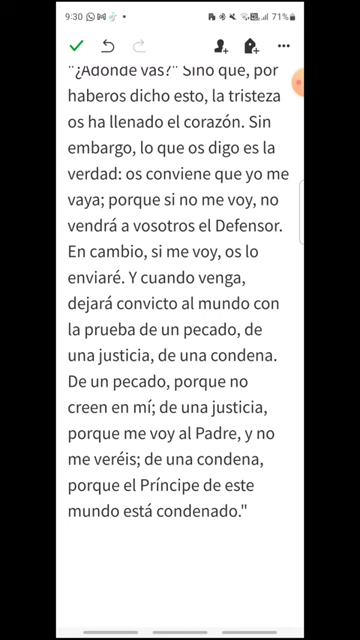 9:30
71%
"¿Adónde vas?" Sino que, por
haberos dicho esto, la tristeza
os ha llenado el corazón. Sin
embargo, lo que os digo es la
verdad: os conviene que yo me
vaya; porque si no me voy, no
vendrá a vosotros el Defensor.
En cambio, si me voy, os lo
enviaré. Y cuando venga,
dejará convicto al mundo con
la prueba de un pecado, de
una justicia, de una condena.
De un pecado, porque no
creen en mí; de una justicia,
porque me voy al Padre, y no
me veréis; de una condena,
porque el Príncipe de este
mundo está condenado."